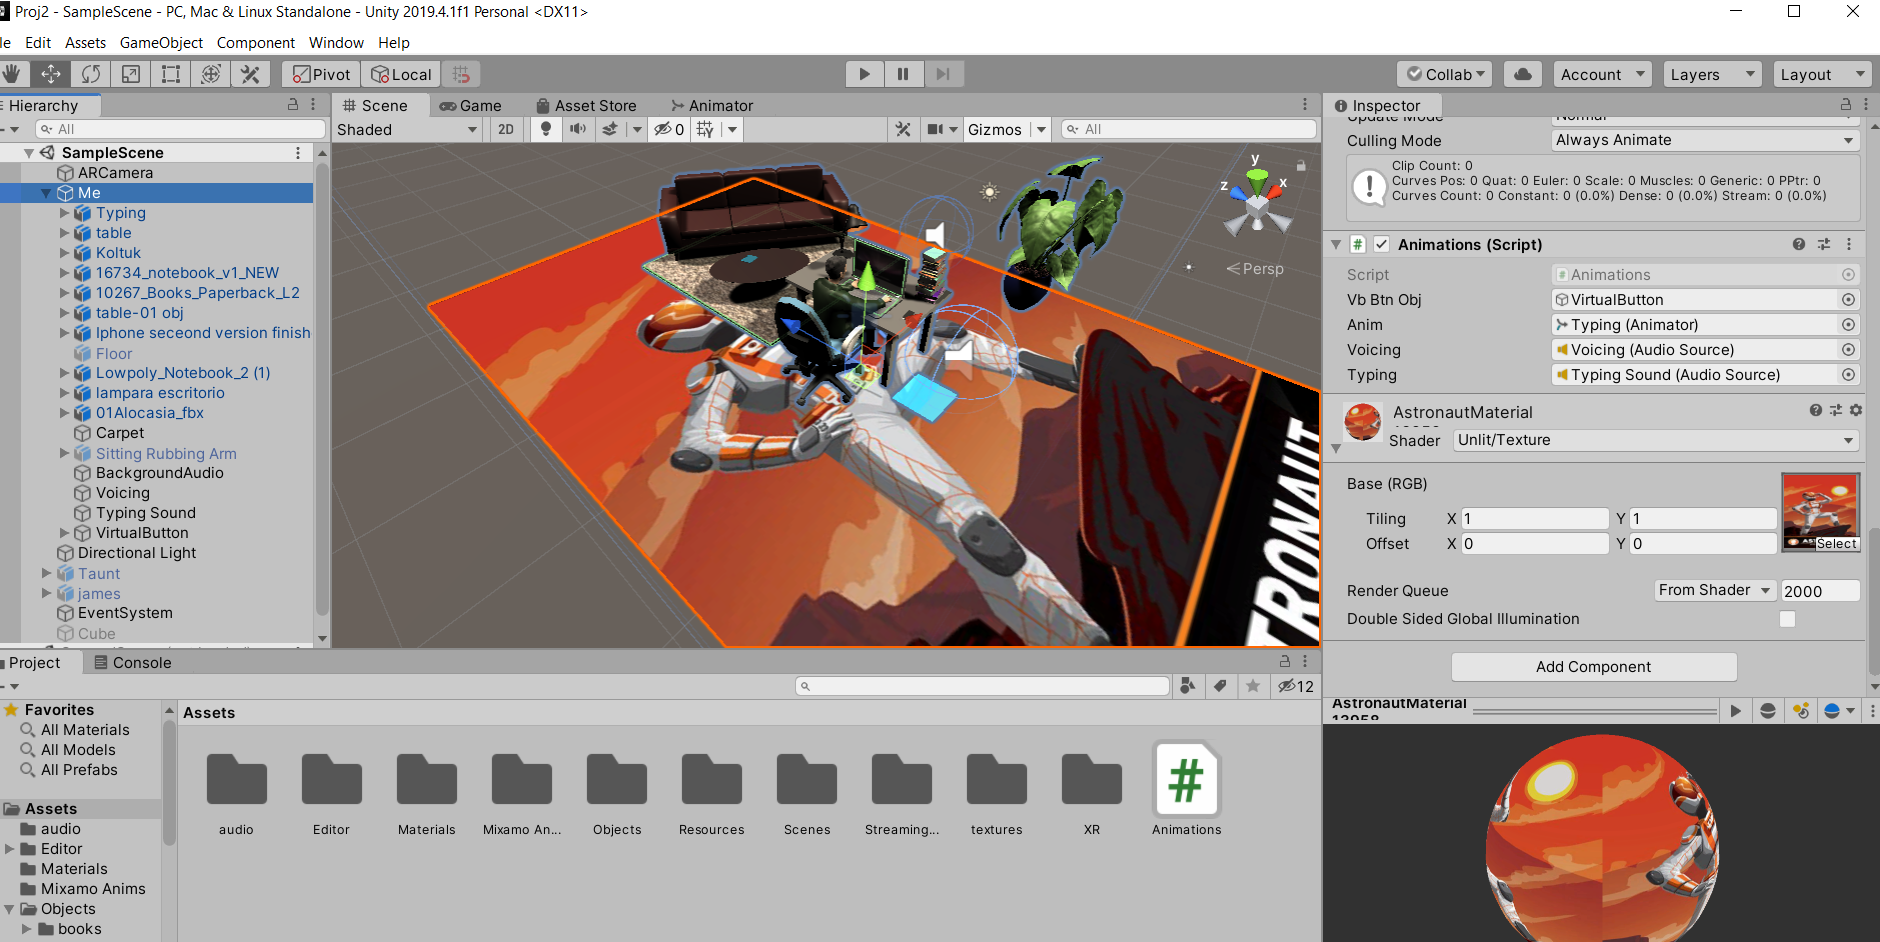 Proj2 - SampleScene - PC, Mac & Linux Standalone - Unity 2019.4.1f1 Personal <DX11>
le Edit Assets GameObject Component Window Help
Pivot Local Collab Account Layers Layout
Hierarchy
All
SampleScene
ARCamera
Me
Typing
table
Koltuk
16734_notebook_v1_NEW
10267_Books_Paperback_L2
table-01 obj
Iphone seceond version finish
Floor
Lowpoly_Notebook_2 (1)
lampara escritorio
01Alocasia_fbx
Carpet
Sitting Rubbing Arm
BackgroundAudio
Voicing
Typing Sound
VirtualButton
Directional Light
Taunt
james
EventSystem
Cube
Scene Game Asset Store Animator
Shaded 2D 0 Gizmos All
y
z x
Persp
TRONAUT
Inspector
Update Mode Normal
Culling Mode Always Animate
Clip Count: 0
Curves Pos: 0 Quat: 0 Euler: 0 Scale: 0 Muscles: 0 Generic: 0 PPtr: 0
Curves Count: 0 Constant: 0 (0.0%) Dense: 0 (0.0%) Stream: 0 (0.0%)
# Animations (Script)
Script # Animations
Vb Btn Obj VirtualButton
Anim Typing (Animator)
Voicing Voicing (Audio Source)
Typing Typing Sound (Audio Source)
AstronautMaterial
Shader Unlit/Texture
Base (RGB)
Tiling X 1 Y 1
Offset X 0 Y 0
Select
Render Queue From Shader 2000
Double Sided Global Illumination
Add Component
AstronautMaterial
13958
Project Console
12
Favorites
All Materials
All Models
All Prefabs
Assets
audio
Editor
Materials
Mixamo Anims
Objects
books
Assets
#
audio Editor Materials Mixamo An... Objects Resources Scenes Streaming... textures XR Animations